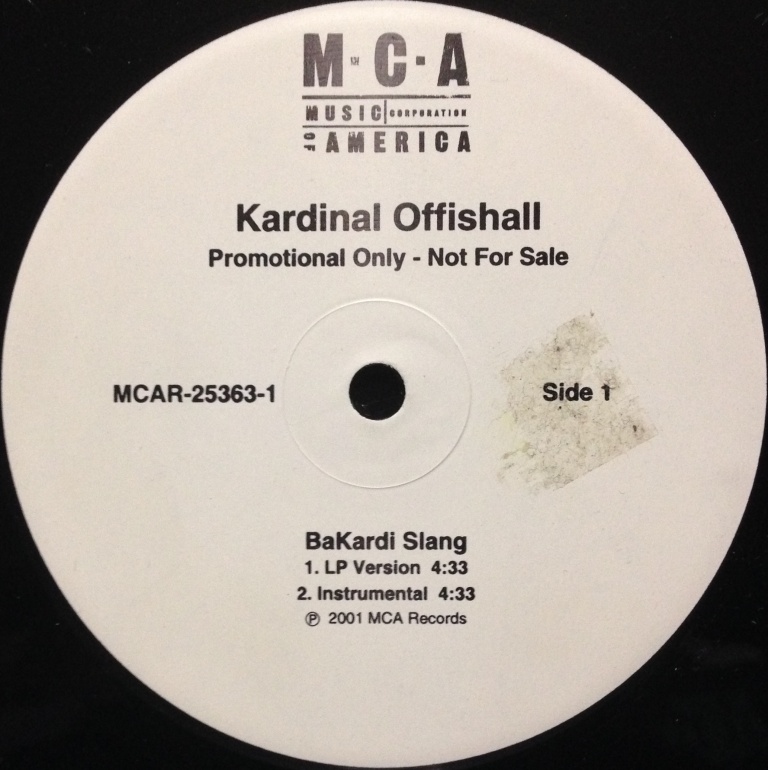 M·C·A
MUSIC CORPORATION
OF AMERICA
Kardinal Offishall
Promotional Only - Not For Sale
MCAR-25363-1
Side 1
BaKardi Slang
1. LP Version 4:33
2. Instrumental 4:33
℗ 2001 MCA Records